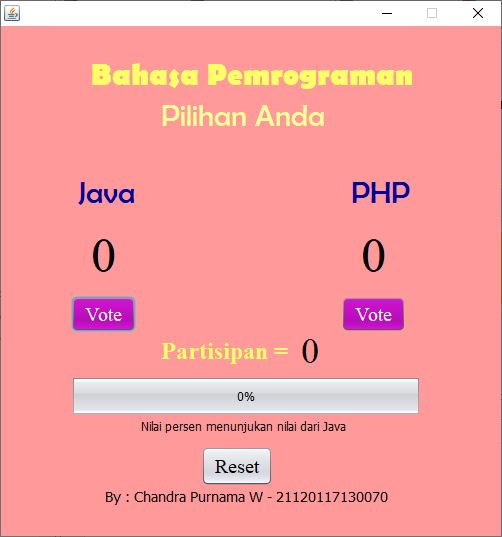 Bahasa Pemrograman
Pilihan Anda
Java PHP
0 0
Vote Vote
Partisipan = 0
0%
Nilai persen menunjukan nilai dari Java
Reset
By : Chandra Purnama W - 21120117130070